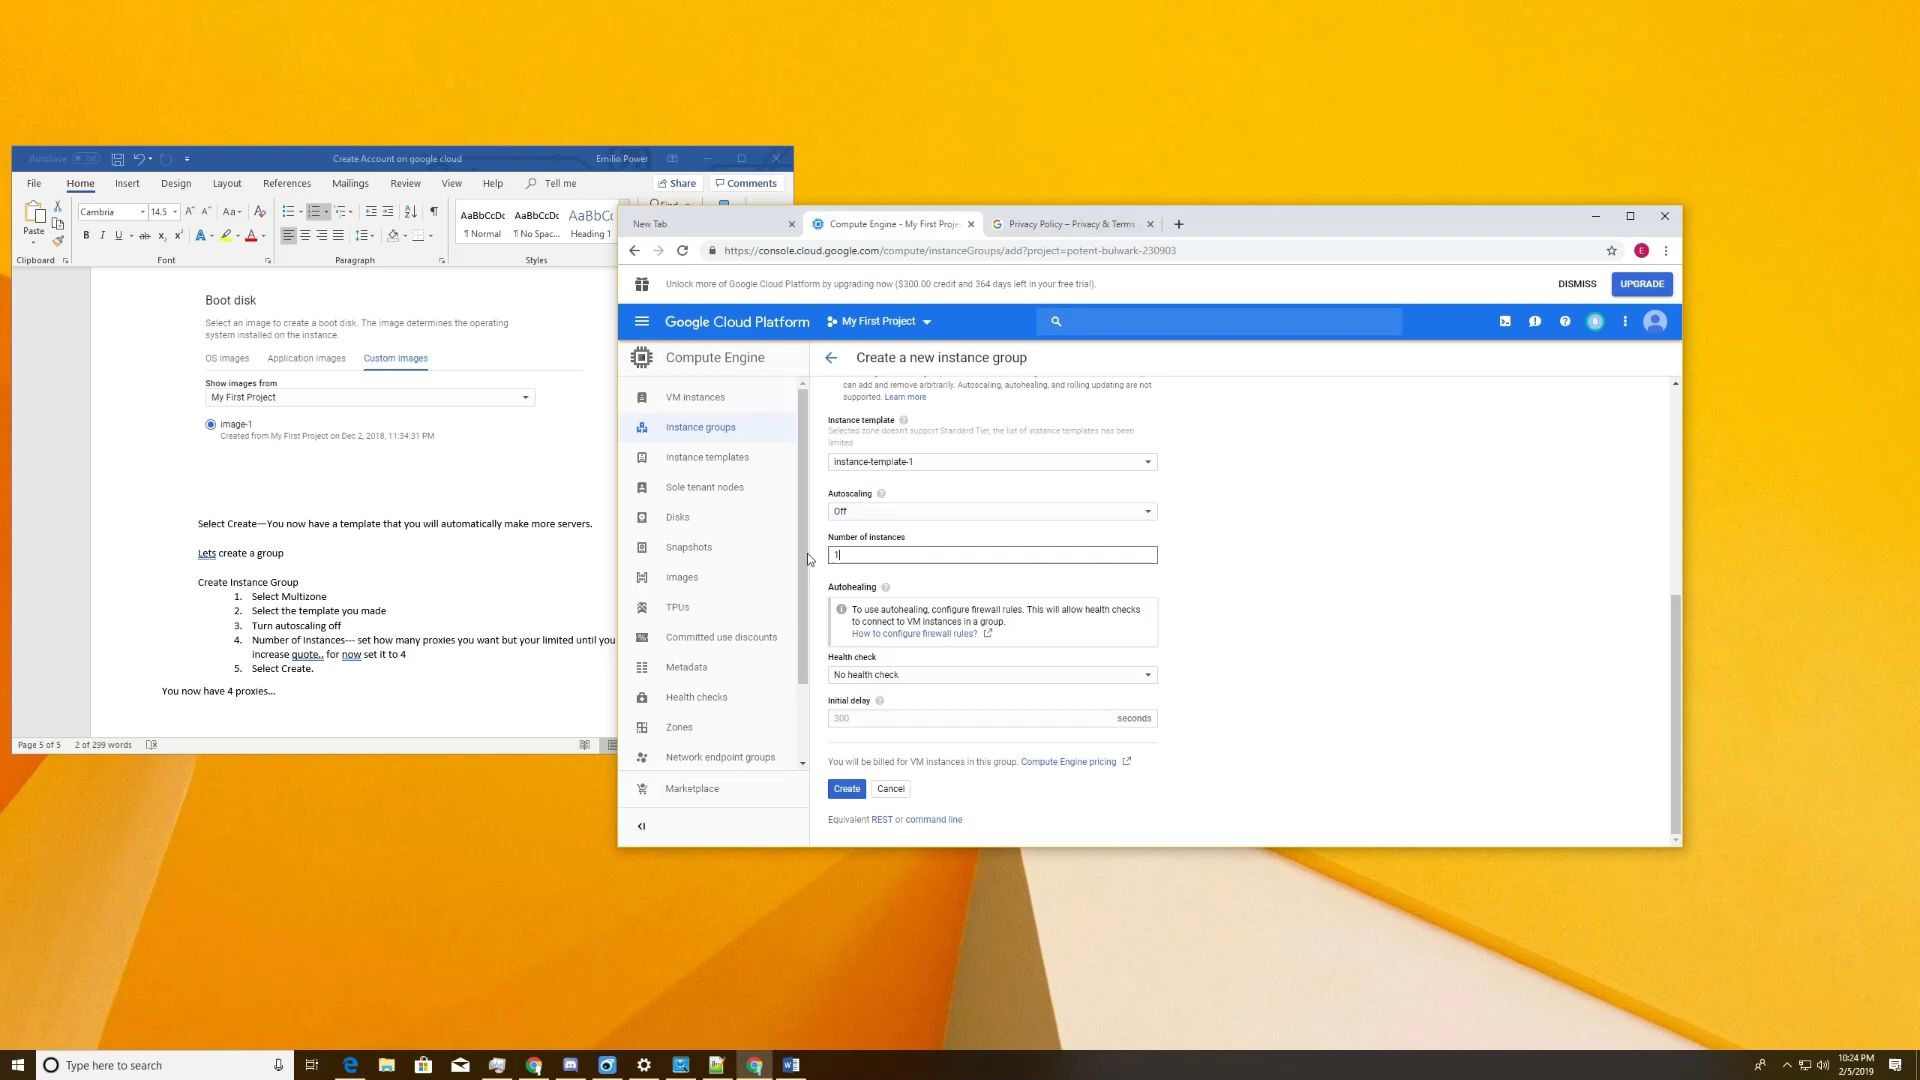 AutoSave Off
Create Account on google cloud
Emilio Power
File Home Insert Design Layout References Mailings Review View Help Tell me
Share Comments
Paste
Cambria 14.5
AaBbCcDc AaBbCcDc AaBbCc
¶ Normal ¶ No Spac... Heading 1
Clipboard Font Paragraph Styles
Boot disk
Select an image to create a boot disk. The image determines the operating
system installed on the instance.
OS images Application images Custom images
Show images from
My First Project
image-1
Created from My First Project on Dec 2, 2018, 11:34:31 PM
Select Create—You now have a template that you will automatically make more servers.
Lets create a group
Create Instance Group
1. Select Multizone
2. Select the template you made
3. Turn autoscaling off
4. Number of Instances--- set how many proxies you want but your limited until you
increase quote.. for now set it to 4
5. Select Create.
You now have 4 proxies...
Page 5 of 5 2 of 299 words
New Tab
Compute Engine - My First Proje
Privacy Policy – Privacy & Terms -
https://console.cloud.google.com/compute/instanceGroups/add?project=potent-bulwark-230903
E
Unlock more of Google Cloud Platform by upgrading now ($300.00 credit and 364 days left in your free trial).
DISMISS UPGRADE
Google Cloud Platform
My First Project
Compute Engine
VM instances
Instance groups
Instance templates
Sole tenant nodes
Disks
Snapshots
Images
TPUs
Committed use discounts
Metadata
Health checks
Zones
Network endpoint groups
Marketplace
Create a new instance group
can add and remove arbitrarily. Autoscaling, autohealing, and rolling updating are not
supported. Learn more
Instance template
Selected zone doesn't support Standard Tier, the list of instance templates has been
limited
instance-template-1
Autoscaling
Off
Number of instances
1
Autohealing
To use autohealing, configure firewall rules. This will allow health checks
to connect to VM instances in a group.
How to configure firewall rules?
Health check
No health check
Initial delay
300 seconds
You will be billed for VM instances in this group. Compute Engine pricing
Create Cancel
Equivalent REST or command line
Type here to search
10:24 PM
2/5/2019